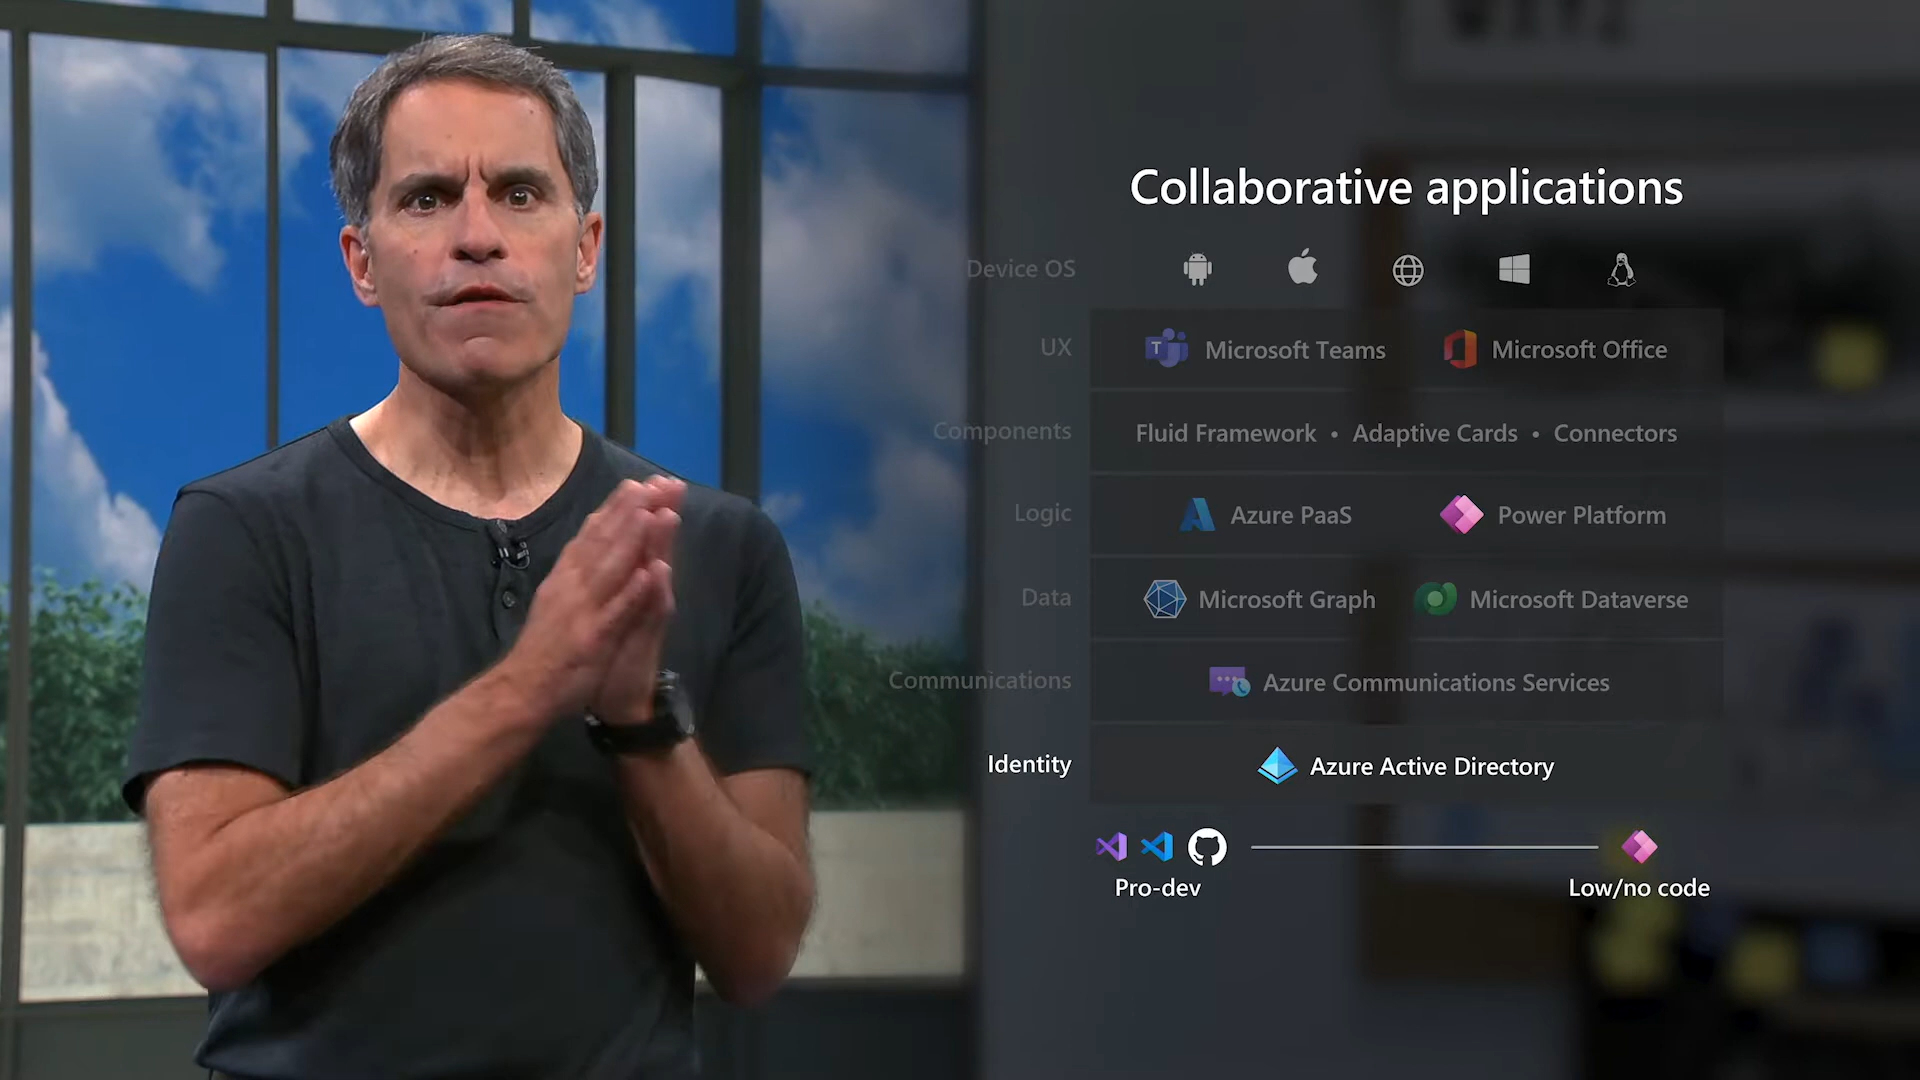 Collaborative applications
Device OS
UX
T
Microsoft Teams
Microsoft Office
Components
Fluid Framework • Adaptive Cards • Connectors
Logic
Azure PaaS
Power Platform
Data
Microsoft Graph
Microsoft Dataverse
Communications
Azure Communications Services
Identity
Azure Active Directory
Pro-dev
Low/no code